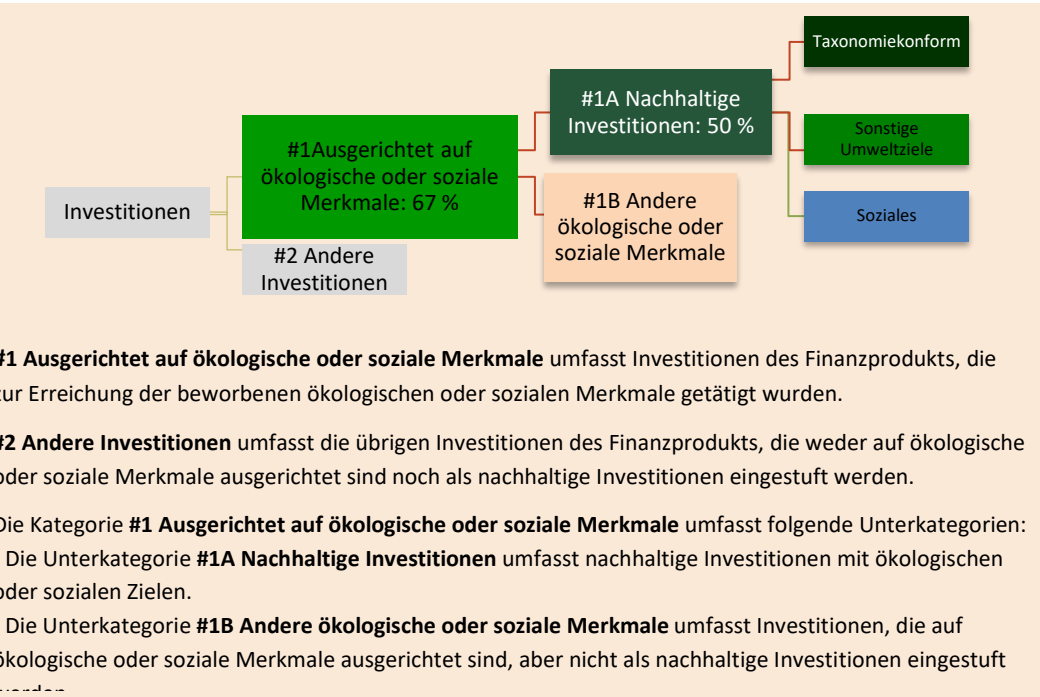 Taxonomiekonform
#1A Nachhaltige
Investitionen: 50 %
#1Ausgerichtet auf
ökologische oder soziale
Merkmale: 67 %
Sonstige
Umweltziele
Investitionen
#1B Andere
ökologische oder
soziale Merkmale
Soziales
#2 Andere
Investitionen
#1 Ausgerichtet auf ökologische oder soziale Merkmale umfasst Investitionen des Finanzprodukts, die
zur Erreichung der beworbenen ökologischen oder sozialen Merkmale getätigt wurden.
#2 Andere Investitionen umfasst die übrigen Investitionen des Finanzprodukts, die weder auf ökologische
oder soziale Merkmale ausgerichtet sind noch als nachhaltige Investitionen eingestuft werden.
Die Kategorie #1 Ausgerichtet auf ökologische oder soziale Merkmale umfasst folgende Unterkategorien:
Die Unterkategorie #1A Nachhaltige Investitionen umfasst nachhaltige Investitionen mit ökologischen
oder sozialen Zielen.
Die Unterkategorie #1B Andere ökologische oder soziale Merkmale umfasst Investitionen, die auf
ökologische oder soziale Merkmale ausgerichtet sind, aber nicht als nachhaltige Investitionen eingestuft